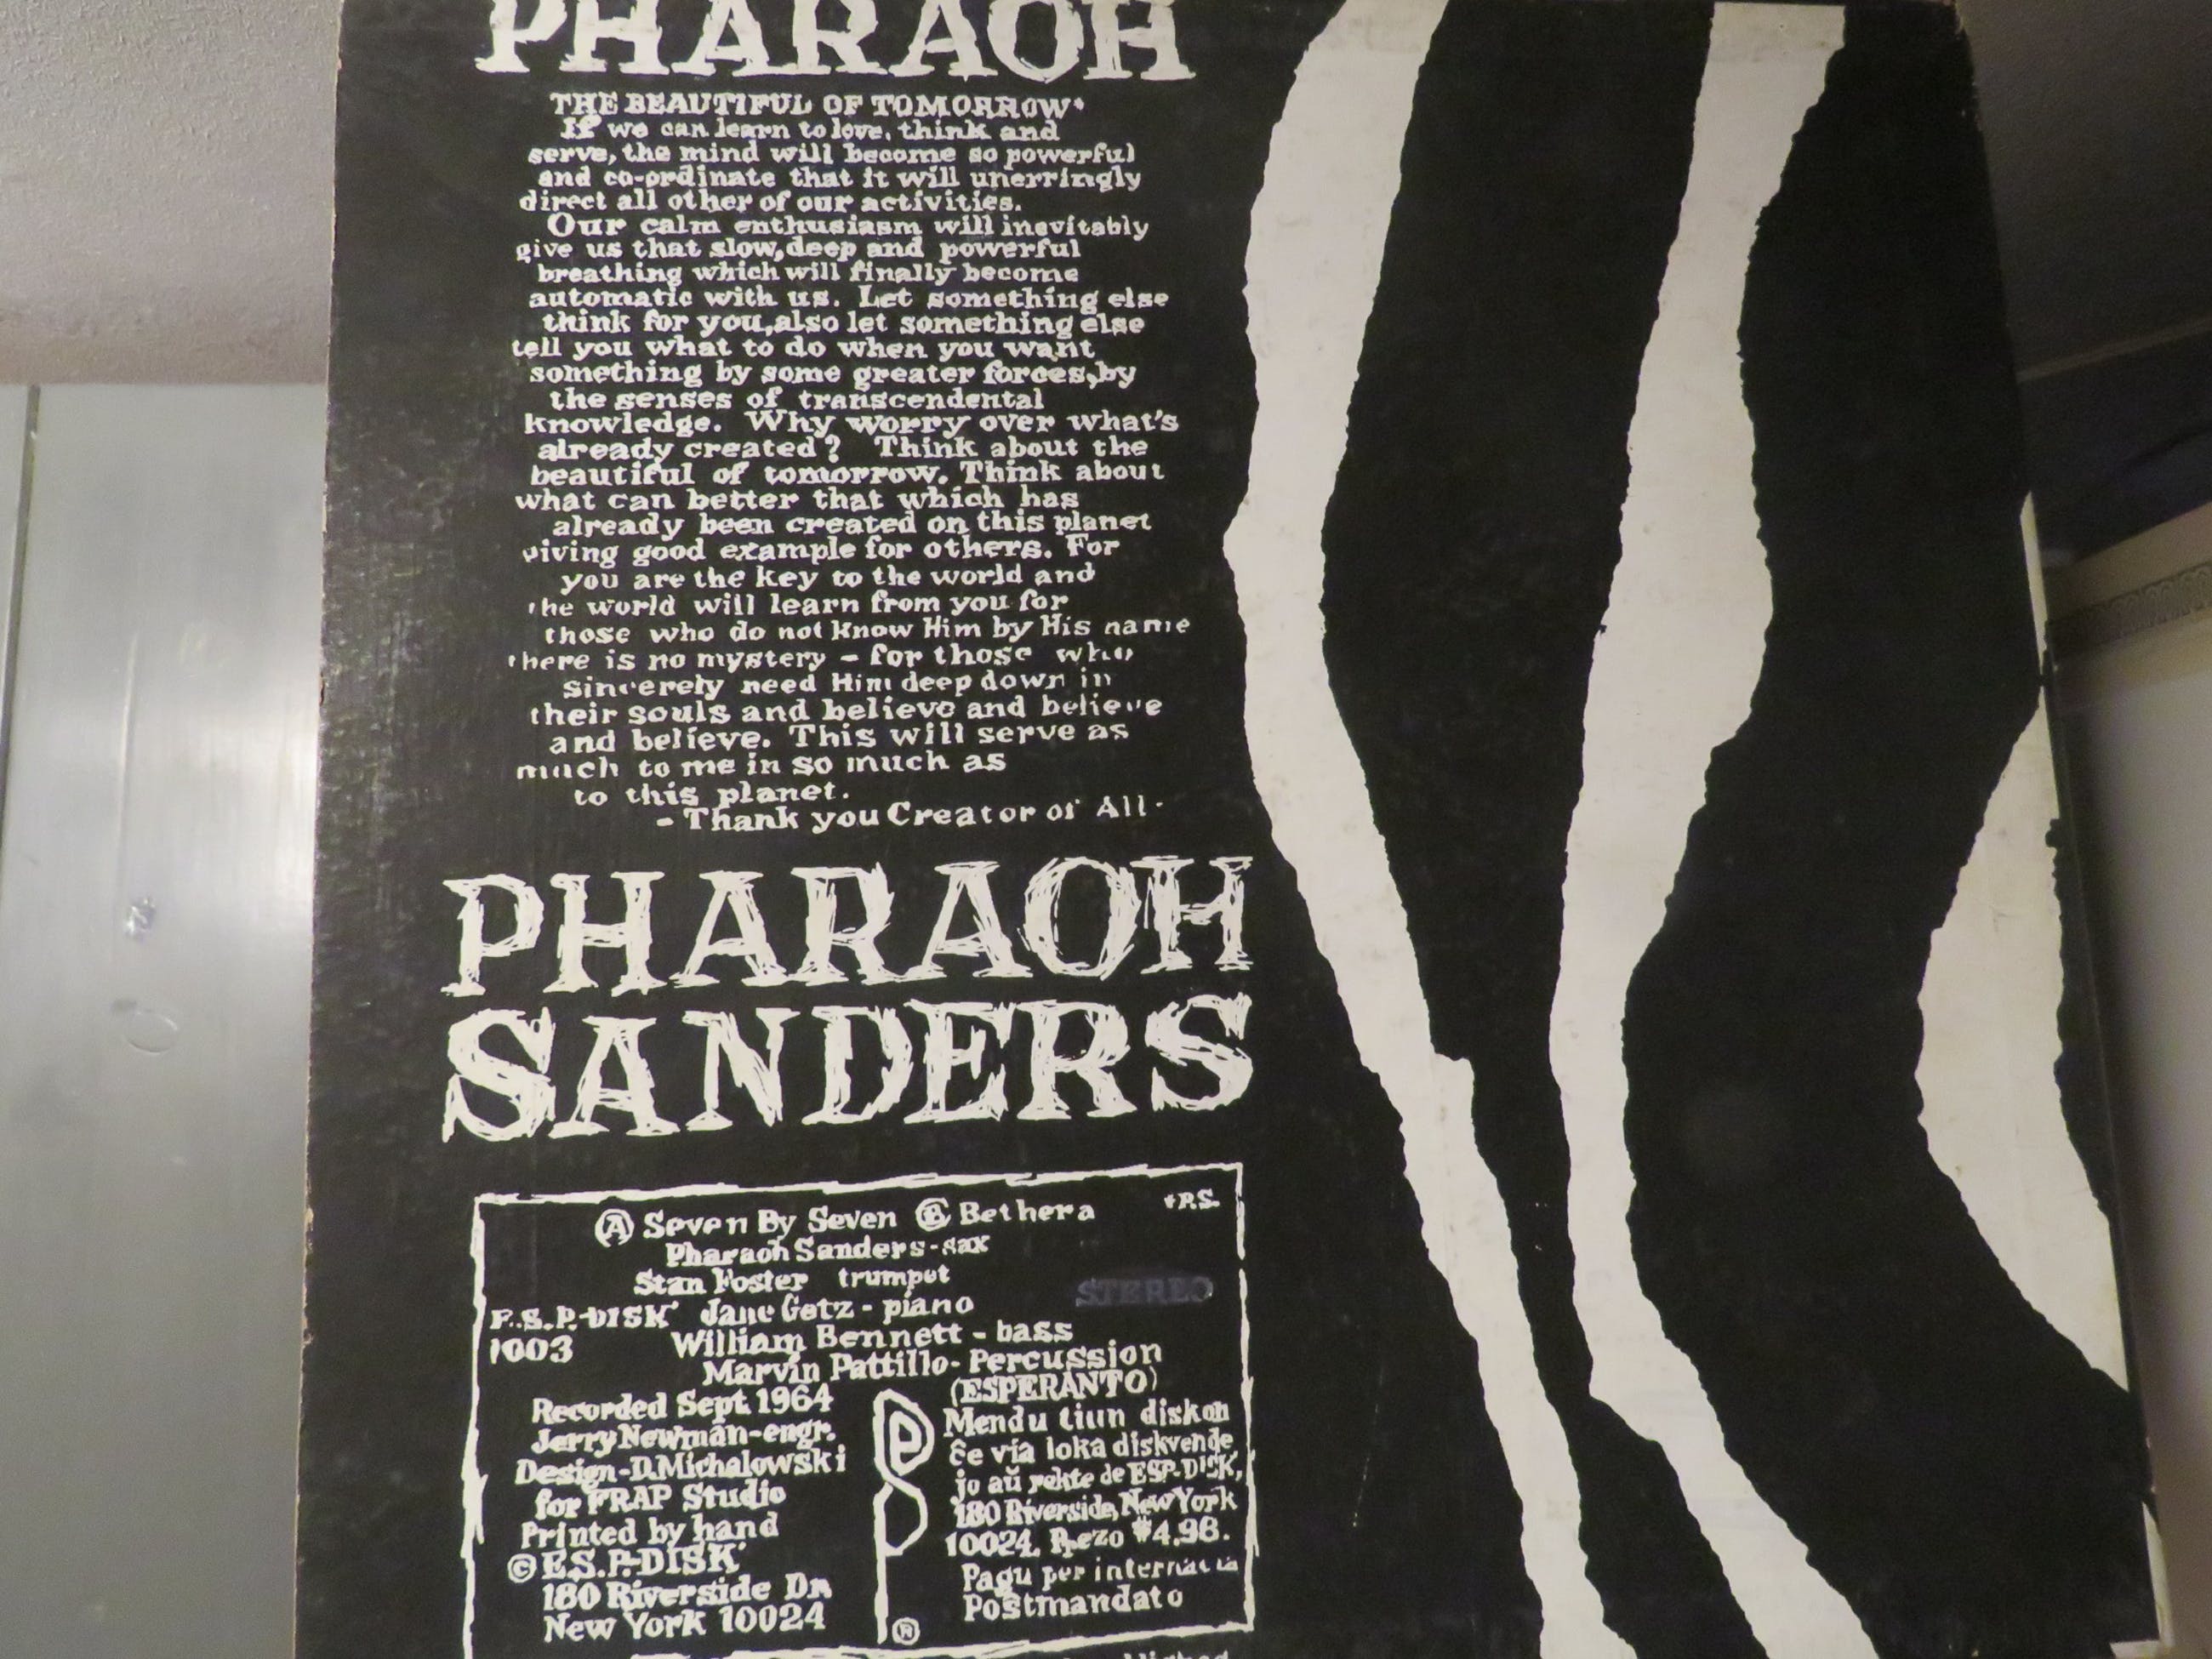 PHARAOH
THE BEAUTIFUL OF TOMORROW
If we can learn to love, think and
serve, the mind will become so powerful
and co-ordinate that it will unerringly
direct all other of our activities.
Our calm enthusiasm will inevitably
give us that slow, deep and powerful
breathing which will finally become
automatic with us. Let something else
think for you, also let something else
tell you what to do when you want
something by some greater forces, by
the senses of transcendental
knowledge. Why worry over what's
already created? Think about the
beautiful of tomorrow. Think about
what can better that which has
already been created on this planet
giving good example for others. For
you are the key to the world and
the world will learn from you for
those who do not know Him by His name
there is no mystery - for those who
sincerely need Him deep down in
their souls and believe and believe
and believe. This will serve as
much to me in so much as
to this planet.
- Thank you Creator of All -
PHARAOH
SANDERS
Ⓐ Seven By Seven Ⓑ Bethera +P.S.
Pharaoh Sanders - sax
Stan Foster trumpet
STEREO
E.S.P.-DISK' Jane Getz - piano
1003 William Bennett - bass
Marvin Pattillo - Percussion
Recorded Sept. 1964
Jerry Newman - engr.
Design - D. Michalowski
for FRAP Studio
Printed by hand
© E.S.P.-DISK'
180 Riverside Dr.
New York 10024
®
(ESPERANTO)
Mendu tiun diskon
ĉe via loka diskvende
jo aŭ rekte de ESP-DISK,
180 Riverside, New York
10024. Prezo $4.98.
Pagu per internacia
Postmandato